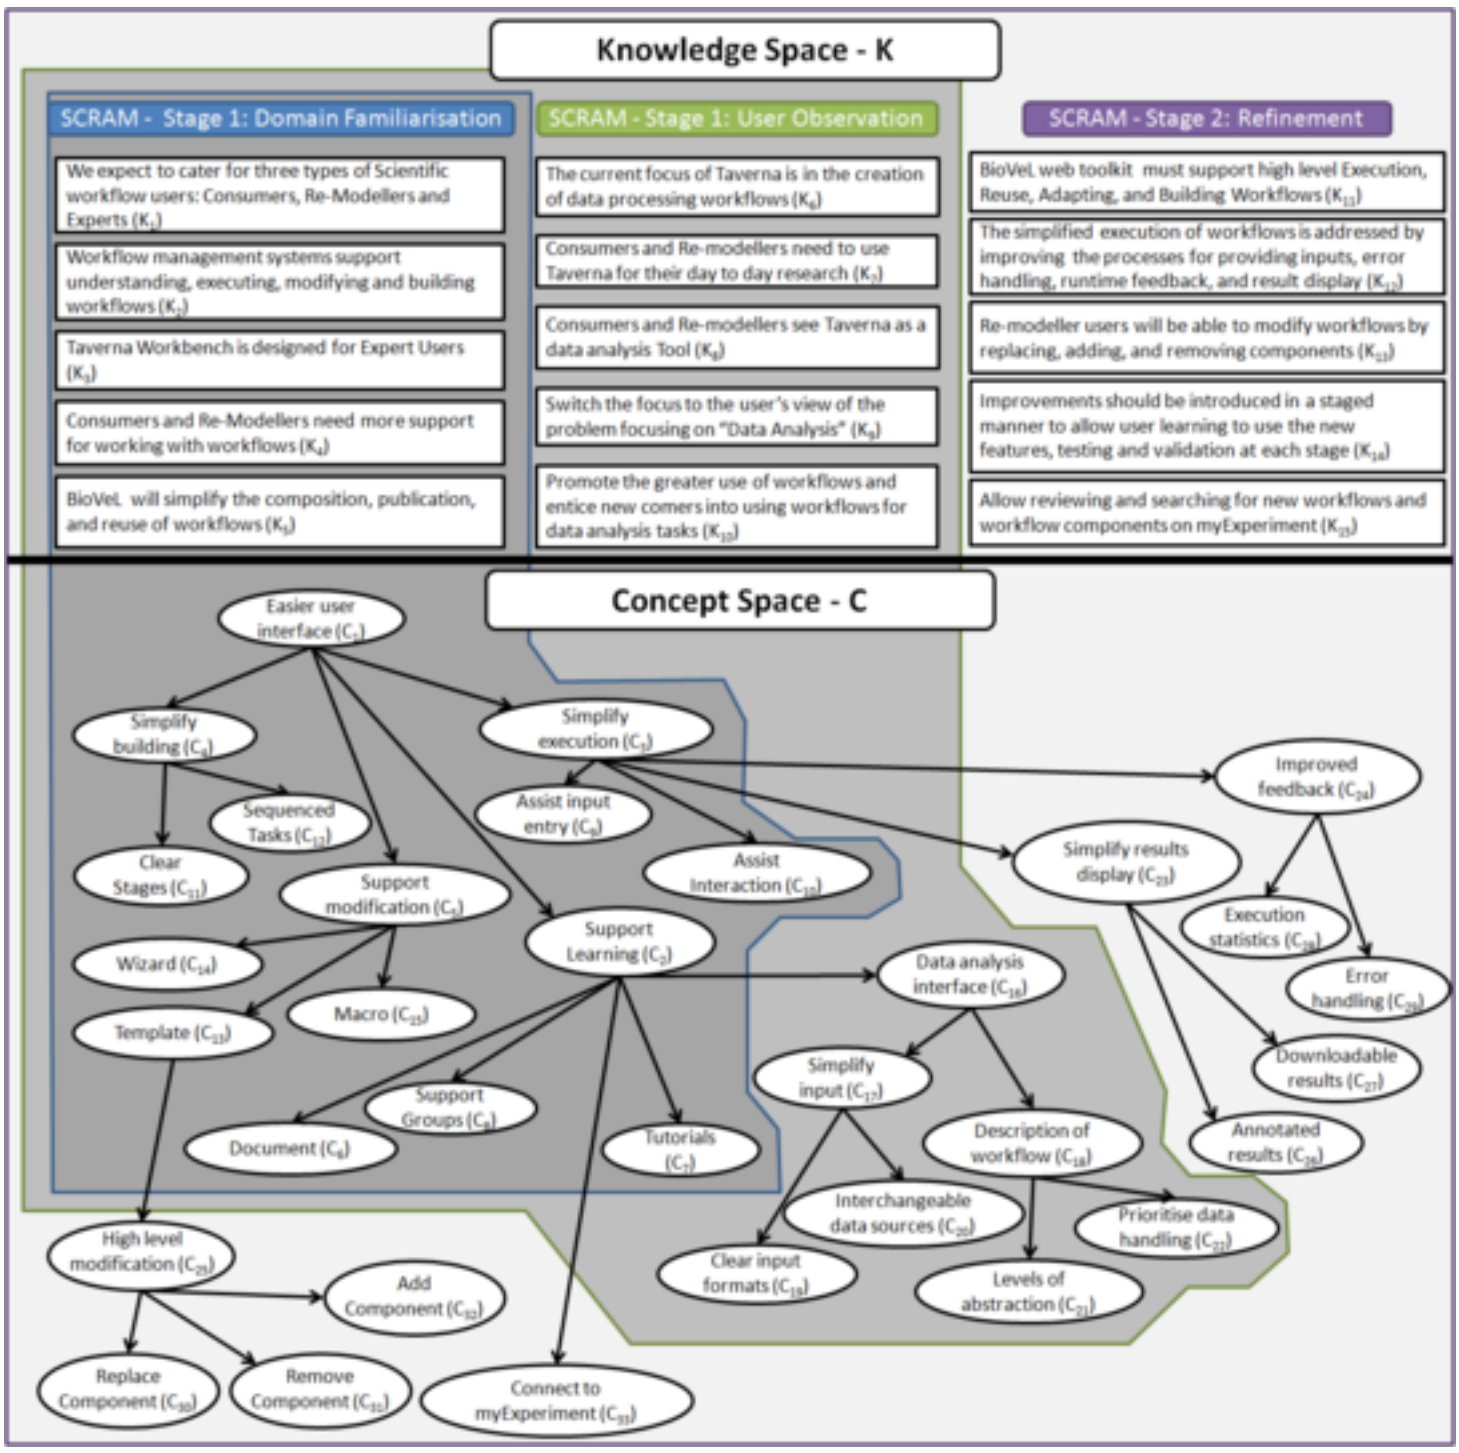 Knowledge Space - K
SCRAM - Stage 1: Domain Familiarisation
We expect to cater for three types of Scientific
workflow users: Consumers, Re-Modellers and
Experts (K1)
Workflow management systems support
understanding, executing, modifying and building
workflows (K2)
Taverna Workbench is designed for Expert Users
(K3)
Consumers and Re-Modellers need more support
for working with workflows (K4)
BioVeL will simplify the composition, publication,
and reuse of workflows (K5)
SCRAM - Stage 1: User Observation
The current focus of Taverna is in the creation
of data processing workflows (K6)
Consumers and Re-modellers need to use
Taverna for their day to day research (K7)
Consumers and Re-modellers see Taverna as a
data analysis Tool (K8)
Switch the focus to the user's view of the
problem focusing on "Data Analysis" (K9)
Promote the greater use of workflows and
entice new comers into using workflows for
data analysis tasks (K10)
SCRAM - Stage 2: Refinement
BioVeL web toolkit must support high level Execution,
Reuse, Adapting, and Building Workflows (K11)
The simplified execution of workflows is addressed by
improving the processes for providing inputs, error
handling, runtime feedback, and result display (K12)
Re-modeller users will be able to modify workflows by
replacing, adding, and removing components (K13)
Improvements should be introduced in a staged
manner to allow user learning to use the new
features, testing and validation at each stage (K14)
Allow reviewing and searching for new workflows and
workflow components on myExperiment (K15)
Concept Space - C
Easier user
interface (C1)
Simplify
building (C4)
Simplify
execution (C3)
Improved
feedback (C24)
Sequenced
Tasks (C12)
Assist input
entry (C9)
Clear
Stages (C11)
Support
modification (C5)
Assist
Interaction (C10)
Simplify results
display (C23)
Execution
statistics (C28)
Support
Learning (C2)
Wizard (C14)
Data analysis
interface (C16)
Error
handling (C29)
Template (C13)
Macro (C15)
Simplify
input (C17)
Downloadable
results (C27)
Support
Groups (C8)
Document (C6)
Tutorials
(C7)
Description of
workflow (C18)
Annotated
results (C26)
Interchangeable
data sources (C20)
Prioritise data
handling (C22)
High level
modification (C25)
Clear input
formats (C19)
Levels of
abstraction (C21)
Add
Component (C32)
Replace
Component (C30)
Remove
Component (C31)
Connect to
myExperiment (C33)